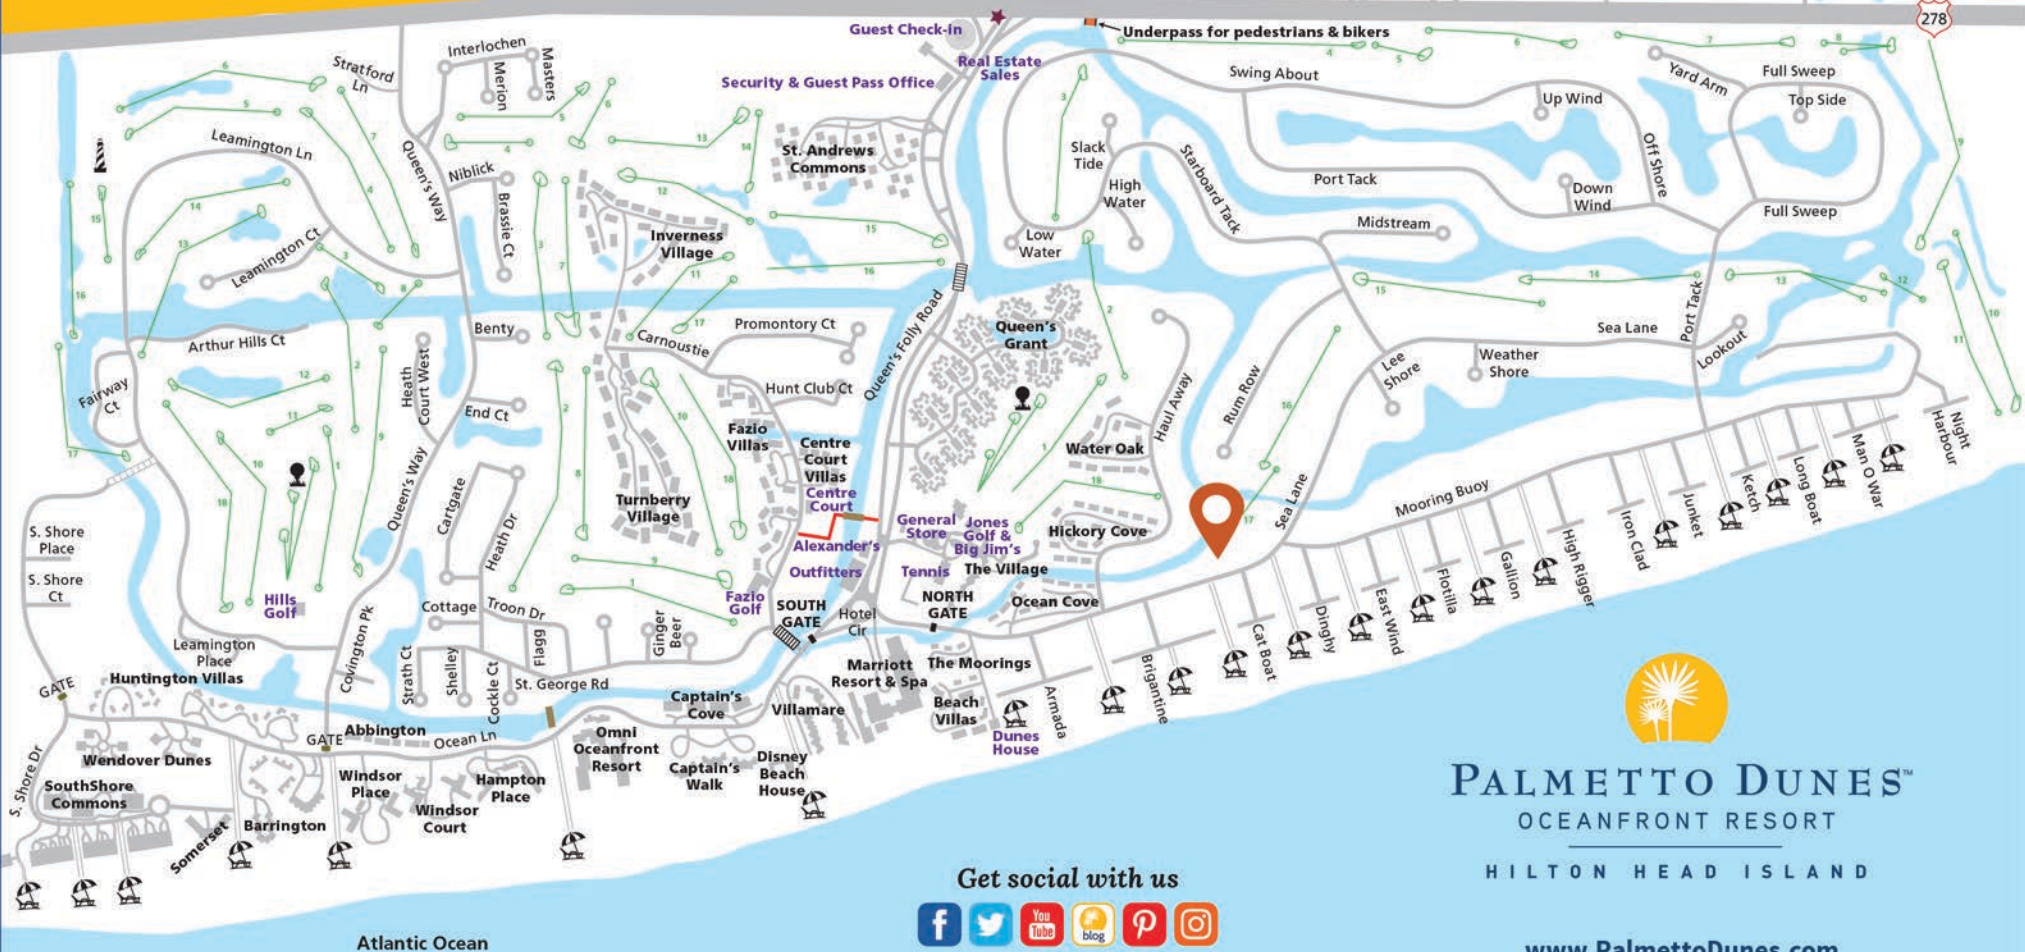 278
Guest Check-in
Underpass for pedestrians & bikers
Real Estate
Sales
Security & Guest Pass Office
Stratford
Ln
Interlochen
Merion
Masters
Swing About
Yard Arm
Full Sweep
Top Side
Up Wind
Off Shore
Leamington Ln
Queen's Way
Niblick
Brassie Ct
St. Andrews
Commons
Slack
Tide
High
Water
Starboard Tack
Port Tack
Down
Wind
Full Sweep
Midstream
Low
Water
Leamington Ct
Inverness
Village
Queen's Folly Road
Queen's
Grant
Arthur Hills Ct
Benty
Carnoustie
Promontory Ct
Sea Lane
Port Tack
Lookout
Weather
Shore
Lee
Shore
Rum Row
Haul Away
Fairway
Ct
Heath
Court West
End Ct
Hunt Club Ct
Fazio
Villas
Centre
Court
Villas
Centre
Court
Water Oak
Night
Harbour
Queen's Way
Cartgate
Heath Dr
Turnberry
Village
Alexander's
General
Store
Jones
Golf &
Big Jim's
Hickory Cove
Sea Lane
Mooring Buoy
Man O War
Long Boat
Ketch
Junket
Iron Clad
High Rigger
Gallion
Flotilla
East Wind
Dinghy
Cat Boat
Brigantine
Armada
S. Shore
Place
S. Shore
Ct
Hills
Golf
Outfitters
Tennis
The Village
Ocean Cove
NORTH
GATE
SOUTH
GATE
Hotel
Cir
Fazio
Golf
Cottage
Troon Dr
Flagg
Ginger
Beer
Leamington
Place
Covington Pk
Strath Ct
Shelley
Cockle Ct
St. George Rd
Huntington Villas
GATE
Marriott
Resort & Spa
The Moorings
Captain's
Cove
Villamare
Beach
Villas
Dunes
House
GATE
Abbington
Ocean Ln
Omni
Oceanfront
Resort
Captain's
Walk
Disney
Beach
House
S. Shore Dr
Wendover Dunes
SouthShore
Commons
Windsor
Place
Hampton
Place
Windsor
Court
Barrington
Somerset
PALMETTO DUNES™
OCEANFRONT RESORT
HILTON HEAD ISLAND
Get social with us
You
Tube
blog
Atlantic Ocean
www.PalmettoDunes.com